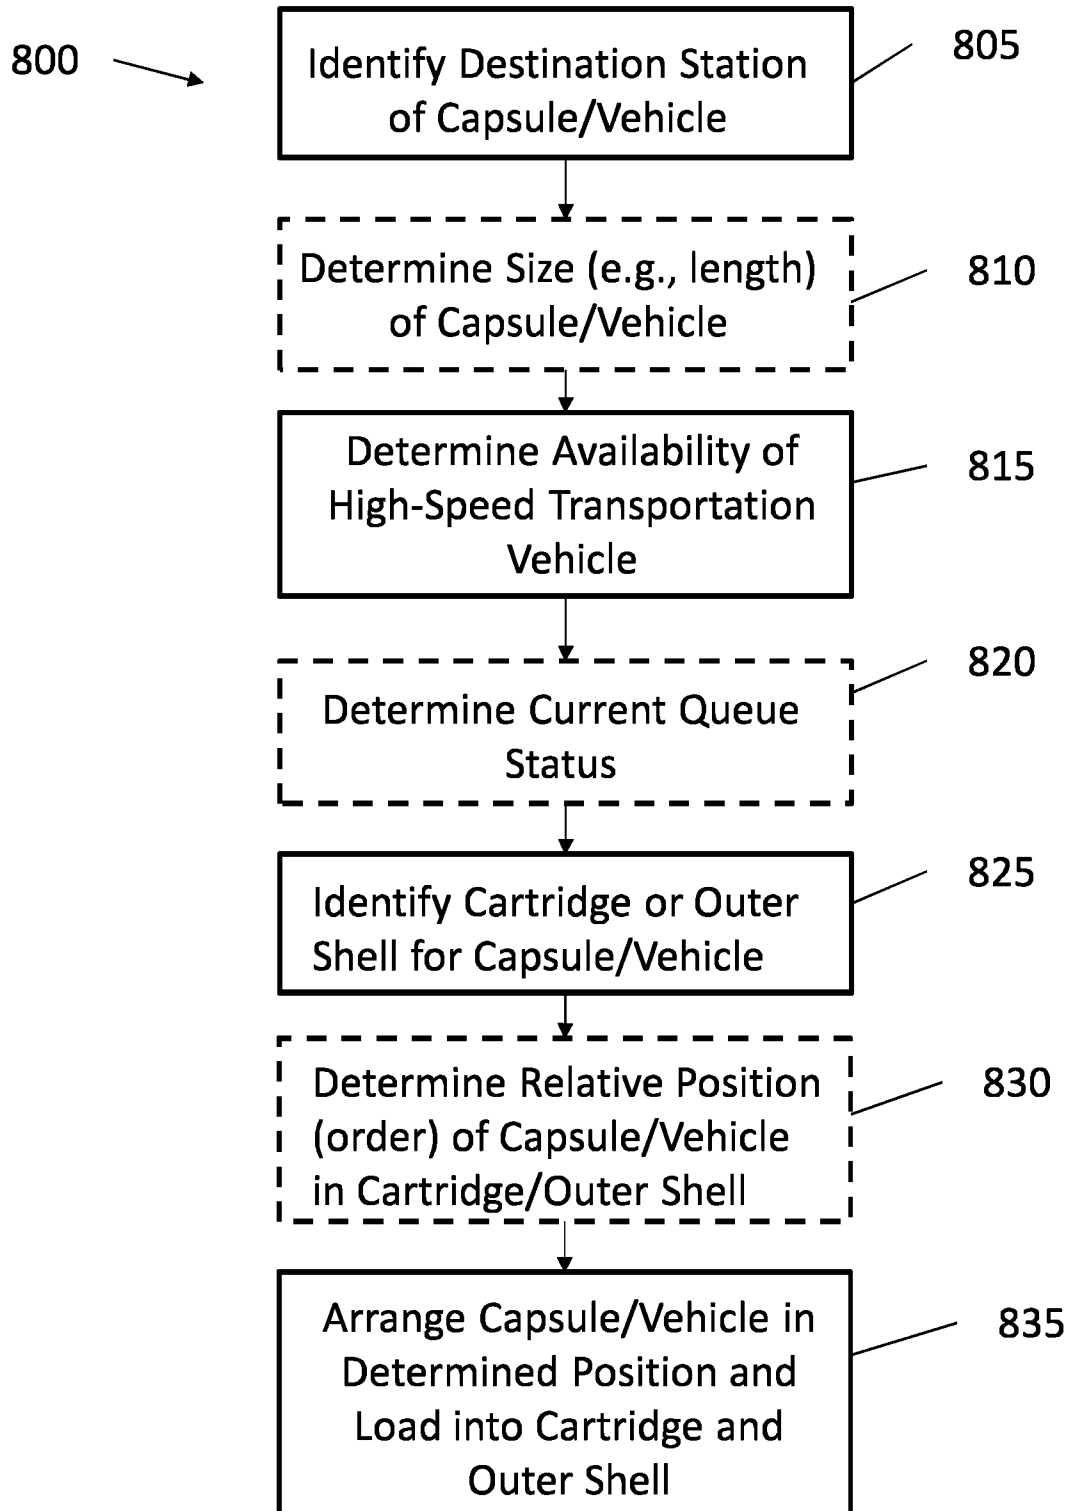 800
Identify Destination Station
of Capsule/Vehicle
805
Determine Size (e.g., length)
of Capsule/Vehicle
810
Determine Availability of
High-Speed Transportation
Vehicle
815
Determine Current Queue
Status
820
Identify Cartridge or Outer
Shell for Capsule/Vehicle
825
Determine Relative Position
(order) of Capsule/Vehicle
in Cartridge/Outer Shell
830
Arrange Capsule/Vehicle in
Determined Position and
Load into Cartridge and
Outer Shell
835